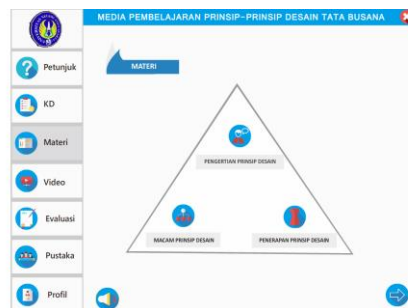 MEDIA PEMBELAJARAN PRINSIP-PRINSIP DESAIN TATA BUSANA
Petunjuk
KD
Materi
Video
Evaluasi
Pustaka
Profil
MATERI
PENGERTIAN PRINSIP DESAIN
MACAM PRINSIP DESAIN
PENERAPAN PRINSIP DESAIN